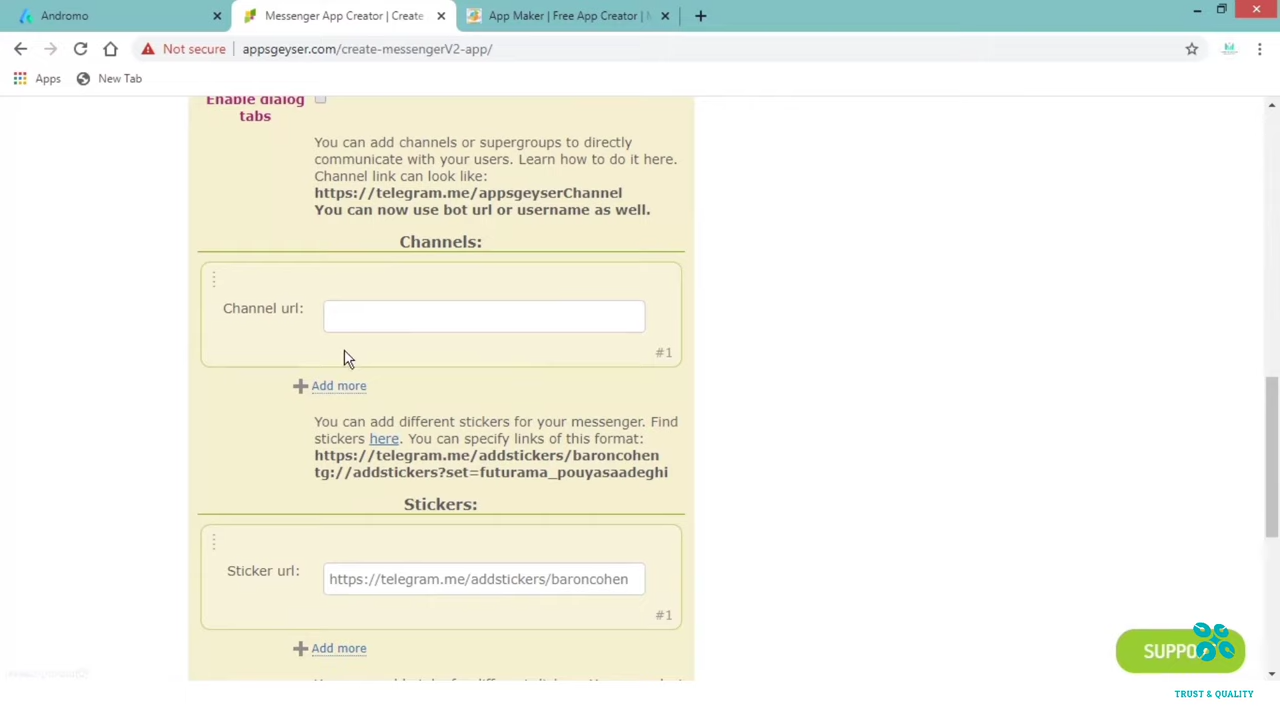 Andromo
Messenger App Creator | Create
App Maker | Free App Creator |
Not secure
appsgeyser.com/create-messengerV2-app/
Apps
New Tab
Enable dialog
tabs
You can add channels or supergroups to directly
communicate with your users. Learn how to do it here.
Channel link can look like:
https://telegram.me/appsgeyserChannel
You can now use bot url or username as well.
Channels:
Channel url:
#1
Add more
You can add different stickers for your messenger. Find
stickers here. You can specify links of this format:
https://telegram.me/addstickers/baroncohen
tg://addstickers?set=futurama_pouyasaadeghi
Stickers:
Sticker url:
https://telegram.me/addstickers/baroncohen
#1
Add more
SUPPO
TRUST & QUALITY